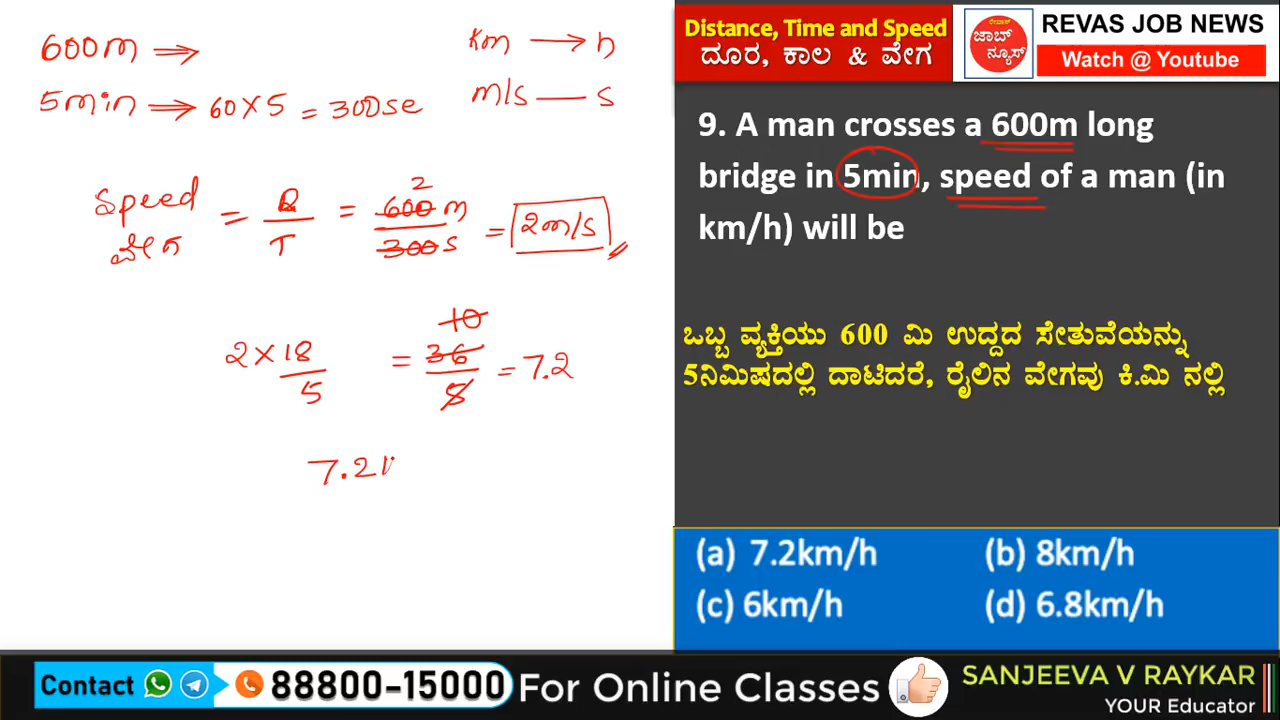 600m ⇒
5min ⇒ 60×5 = 300se
km → h
m/s — s
Speed
ವೇಗ
= D/T = 600m/300s = 2m/s
2
2 × 18/5 = 36/5 = 7.2
10
7.2
Distance, Time and Speed
ದೂರ, ಕಾಲ & ವೇಗ
ರೇವಾಸ್
ಜಾಬ್
ನ್ಯೂಸ್
REVAS JOB NEWS
Watch @ Youtube
9. A man crosses a 600m long
bridge in 5min, speed of a man (in
km/h) will be
ಒಬ್ಬ ವ್ಯಕ್ತಿಯು 600 ಮಿ ಉದ್ದದ ಸೇತುವೆಯನ್ನು
5ನಿಮಿಷದಲ್ಲಿ ದಾಟಿದರೆ, ರೈಲಿನ ವೇಗವು ಕಿ.ಮಿ ನಲ್ಲಿ
(a) 7.2km/h (b) 8km/h
(c) 6km/h (d) 6.8km/h
Contact 88800-15000 For Online Classes
SANJEEVA V RAYKAR
YOUR Educator